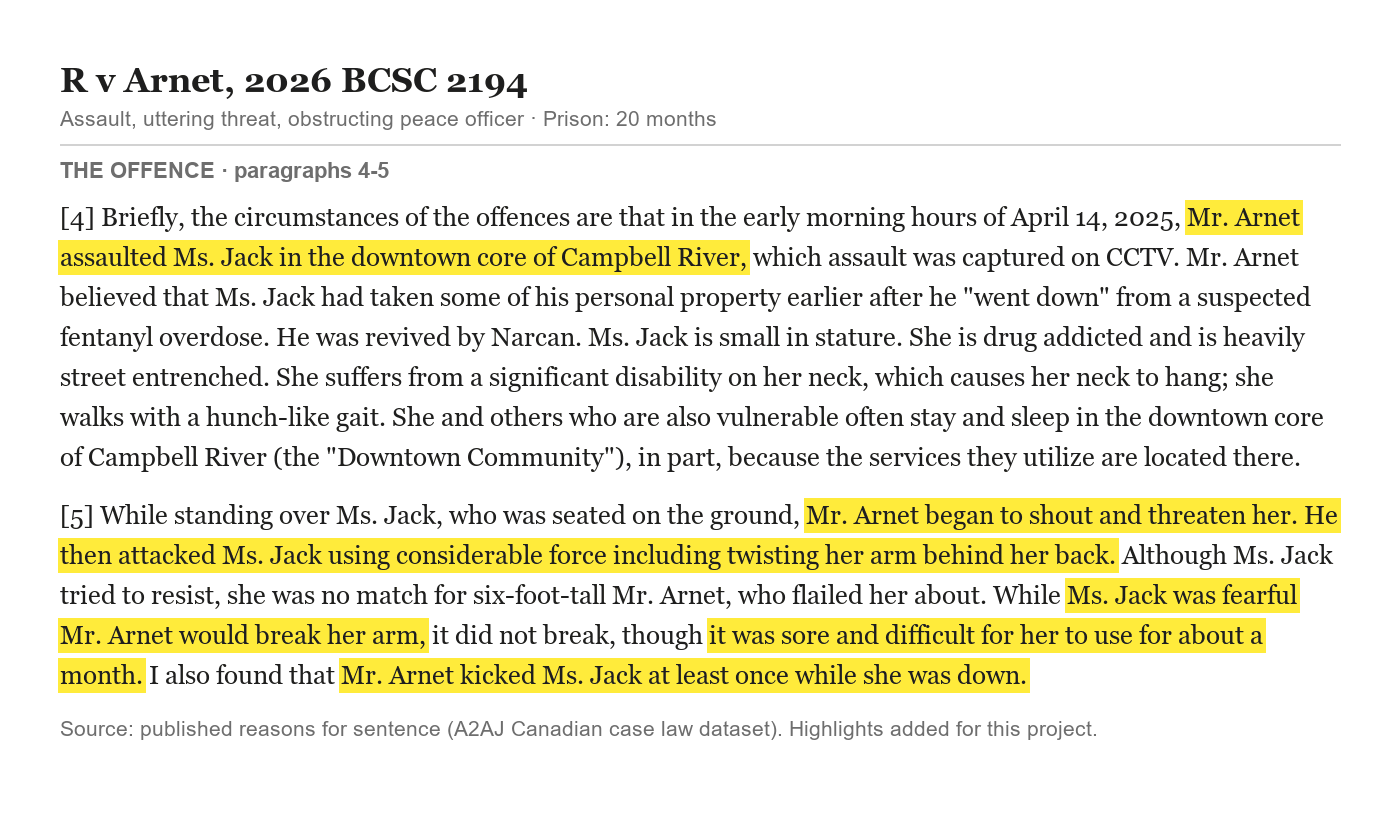 R v Arnet, 2026 BCSC 2194
Assault, uttering threat, obstructing peace officer · Prison: 20 months
THE OFFENCE · paragraphs 4-5
[4] Briefly, the circumstances of the offences are that in the early morning hours of April 14, 2025, Mr. Arnet
assaulted Ms. Jack in the downtown core of Campbell River, which assault was captured on CCTV. Mr. Arnet
believed that Ms. Jack had taken some of his personal property earlier after he "went down" from a suspected
fentanyl overdose. He was revived by Narcan. Ms. Jack is small in stature. She is drug addicted and is heavily
street entrenched. She suffers from a significant disability on her neck, which causes her neck to hang; she
walks with a hunch-like gait. She and others who are also vulnerable often stay and sleep in the downtown core
of Campbell River (the "Downtown Community"), in part, because the services they utilize are located there.
[5] While standing over Ms. Jack, who was seated on the ground, Mr. Arnet began to shout and threaten her. He
then attacked Ms. Jack using considerable force including twisting her arm behind her back. Although Ms. Jack
tried to resist, she was no match for six-foot-tall Mr. Arnet, who flailed her about. While Ms. Jack was fearful
Mr. Arnet would break her arm, it did not break, though it was sore and difficult for her to use for about a
month. I also found that Mr. Arnet kicked Ms. Jack at least once while she was down.
Source: published reasons for sentence (A2AJ Canadian case law dataset). Highlights added for this project.